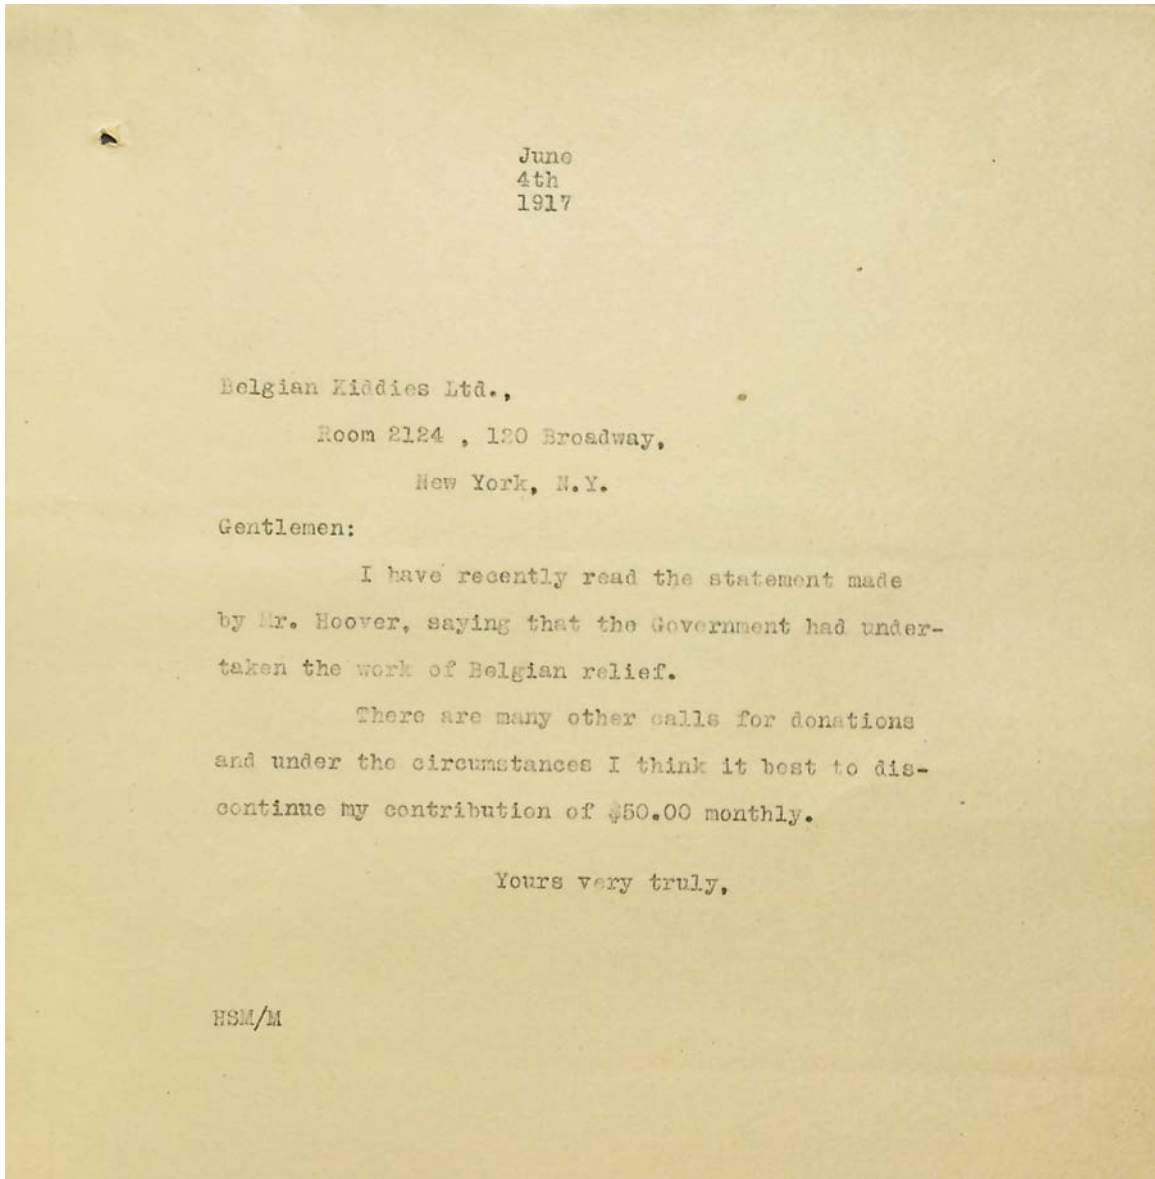 June
4th
1917
Belgian Kiddies Ltd.,
Room 2124 , 120 Broadway,
New York, N.Y.
Gentlemen:
I have recently read the statement made
by Mr. Hoover, saying that the Government had under-
taken the work of Belgian relief.
There are many other calls for donations
and under the circumstances I think it best to dis-
continue my contribution of $50.00 monthly.
Yours very truly,
HSM/M